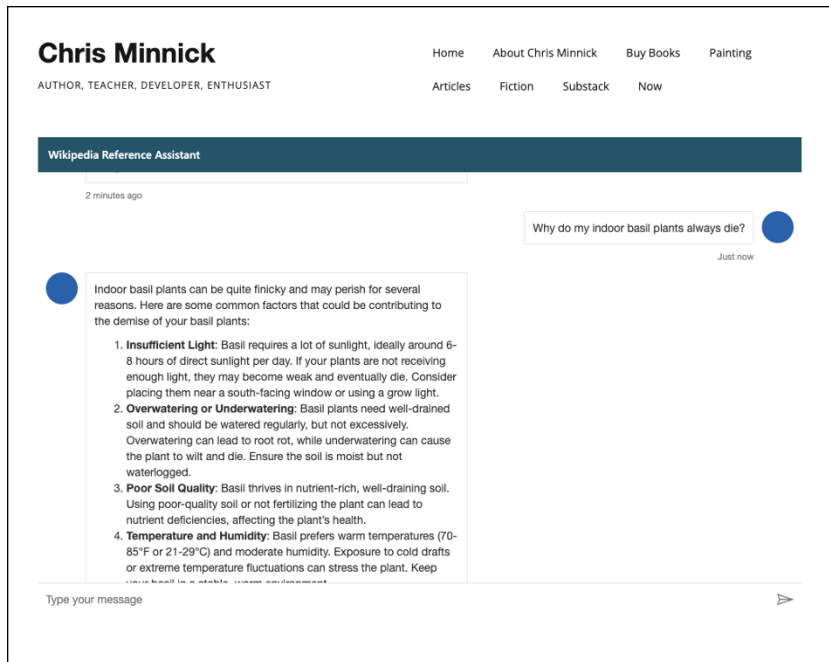 Chris Minnick
AUTHOR, TEACHER, DEVELOPER, ENTHUSIAST
Home About Chris Minnick Buy Books Painting
Articles Fiction Substack Now
Wikipedia Reference Assistant
2 minutes ago
Why do my indoor basil plants always die?
Just now
Indoor basil plants can be quite finicky and may perish for several
reasons. Here are some common factors that could be contributing to
the demise of your basil plants:
1. Insufficient Light: Basil requires a lot of sunlight, ideally around 6-
8 hours of direct sunlight per day. If your plants are not receiving
enough light, they may become weak and eventually die. Consider
placing them near a south-facing window or using a grow light.
2. Overwatering or Underwatering: Basil plants need well-drained
soil and should be watered regularly, but not excessively.
Overwatering can lead to root rot, while underwatering can cause
the plant to wilt and die. Ensure the soil is moist but not
waterlogged.
3. Poor Soil Quality: Basil thrives in nutrient-rich, well-draining soil.
Using poor-quality soil or not fertilizing the plant can lead to
nutrient deficiencies, affecting the plant's health.
4. Temperature and Humidity: Basil prefers warm temperatures (70-
85°F or 21-29°C) and moderate humidity. Exposure to cold drafts
or extreme temperature fluctuations can stress the plant. Keep
your basil in a stable, warm environment.
Type your message